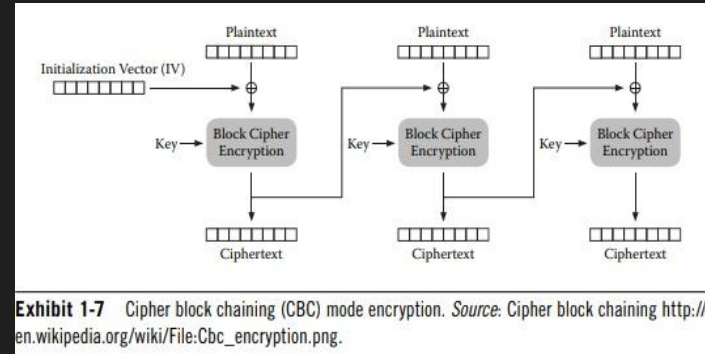 Plaintext Plaintext Plaintext
Initialization Vector (IV)
Key Block Cipher Encryption Key Block Cipher Encryption Key Block Cipher Encryption
Ciphertext Ciphertext Ciphertext
Exhibit 1-7 Cipher block chaining (CBC) mode encryption. Source: Cipher block chaining http://
en.wikipedia.org/wiki/File:Cbc_encryption.png.